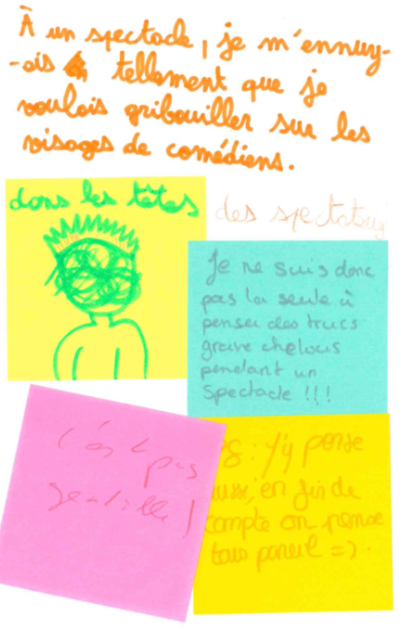 À un spectacle, je m'ennuy-
-ais tellement que je
voulais gribouiller sur les
visages de comédiens.
dans les têtes des spectateurs
Je ne suis donc
pas la seule à
penser des trucs
grave chelous
pendant un
Spectacle !!!
c'est pas
gentille !
PS : J'y pense
aussi, en fin de
compte on pense
tous pareil =).